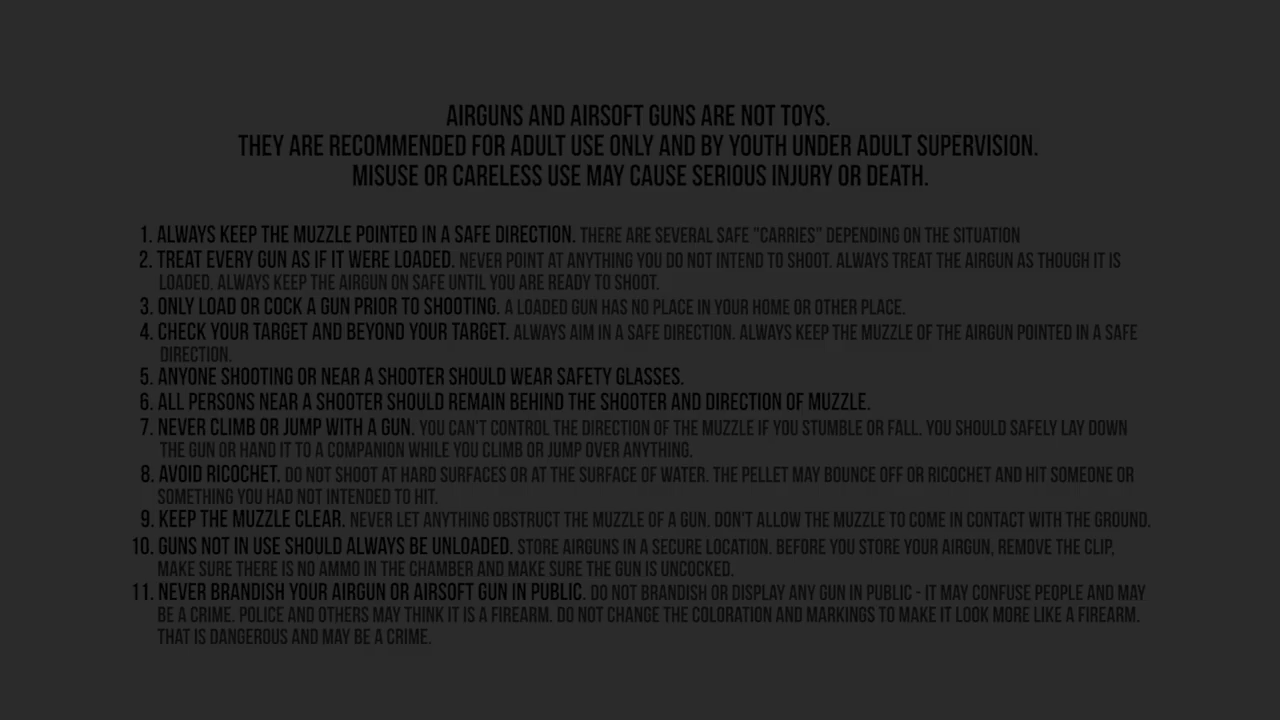 AIRGUNS AND AIRSOFT GUNS ARE NOT TOYS.
THEY ARE RECOMMENDED FOR ADULT USE ONLY AND BY YOUTH UNDER ADULT SUPERVISION.
MISUSE OR CARELESS USE MAY CAUSE SERIOUS INJURY OR DEATH.
1. ALWAYS KEEP THE MUZZLE POINTED IN A SAFE DIRECTION. THERE ARE SEVERAL SAFE "CARRIES" DEPENDING ON THE SITUATION
2. TREAT EVERY GUN AS IF IT WERE LOADED. NEVER POINT AT ANYTHING YOU DO NOT INTEND TO SHOOT. ALWAYS TREAT THE AIRGUN AS THOUGH IT IS
LOADED. ALWAYS KEEP THE AIRGUN ON SAFE UNTIL YOU ARE READY TO SHOOT.
3. ONLY LOAD OR COCK A GUN PRIOR TO SHOOTING. A LOADED GUN HAS NO PLACE IN YOUR HOME OR OTHER PLACE.
4. CHECK YOUR TARGET AND BEYOND YOUR TARGET. ALWAYS AIM IN A SAFE DIRECTION. ALWAYS KEEP THE MUZZLE OF THE AIRGUN POINTED IN A SAFE
DIRECTION.
5. ANYONE SHOOTING OR NEAR A SHOOTER SHOULD WEAR SAFETY GLASSES.
6. ALL PERSONS NEAR A SHOOTER SHOULD REMAIN BEHIND THE SHOOTER AND DIRECTION OF MUZZLE.
7. NEVER CLIMB OR JUMP WITH A GUN. YOU CAN'T CONTROL THE DIRECTION OF THE MUZZLE IF YOU STUMBLE OR FALL. YOU SHOULD SAFELY LAY DOWN
THE GUN OR HAND IT TO A COMPANION WHILE YOU CLIMB OR JUMP OVER ANYTHING.
8. AVOID RICOCHET. DO NOT SHOOT AT HARD SURFACES OR AT THE SURFACE OF WATER. THE PELLET MAY BOUNCE OFF OR RICOCHET AND HIT SOMEONE OR
SOMETHING YOU HAD NOT INTENDED TO HIT.
9. KEEP THE MUZZLE CLEAR. NEVER LET ANYTHING OBSTRUCT THE MUZZLE OF A GUN. DON'T ALLOW THE MUZZLE TO COME IN CONTACT WITH THE GROUND.
10. GUNS NOT IN USE SHOULD ALWAYS BE UNLOADED. STORE AIRGUNS IN A SECURE LOCATION. BEFORE YOU STORE YOUR AIRGUN, REMOVE THE CLIP,
MAKE SURE THERE IS NO AMMO IN THE CHAMBER AND MAKE SURE THE GUN IS UNCOCKED.
11. NEVER BRANDISH YOUR AIRGUN OR AIRSOFT GUN IN PUBLIC. DO NOT BRANDISH OR DISPLAY ANY GUN IN PUBLIC - IT MAY CONFUSE PEOPLE AND MAY
BE A CRIME. POLICE AND OTHERS MAY THINK IT IS A FIREARM. DO NOT CHANGE THE COLORATION AND MARKINGS TO MAKE IT LOOK MORE LIKE A FIREARM.
THAT IS DANGEROUS AND MAY BE A CRIME.